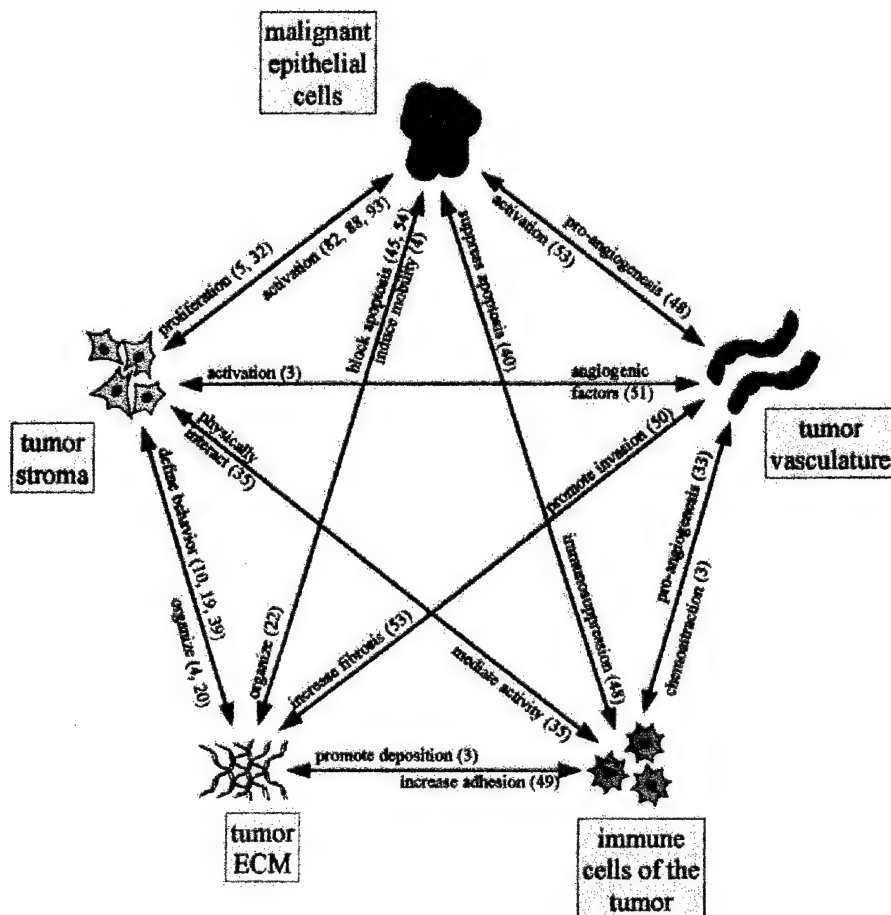 malignant
epithelial
cells
proliferation (5, 32)
activation (82, 88, 93)
block apoptosis (45, 54)
induce mobility (4)
suppress apoptosis (40)
pro-angiogenesis (48)
activation (53)
activation (3)
angiogenic
factors (51)
tumor
stroma
physically
interact (35)
promote invasion (50)
tumor
vasculature
define behavior (10, 19, 39)
organize (4, 20)
organize (22)
increase fibrosis (53)
mediate activity (35)
immunosuppression (48)
pro-angiogenesis (33)
chemoattraction (3)
promote deposition (3)
increase adhesion (49)
tumor
ECM
immune
cells of the
tumor